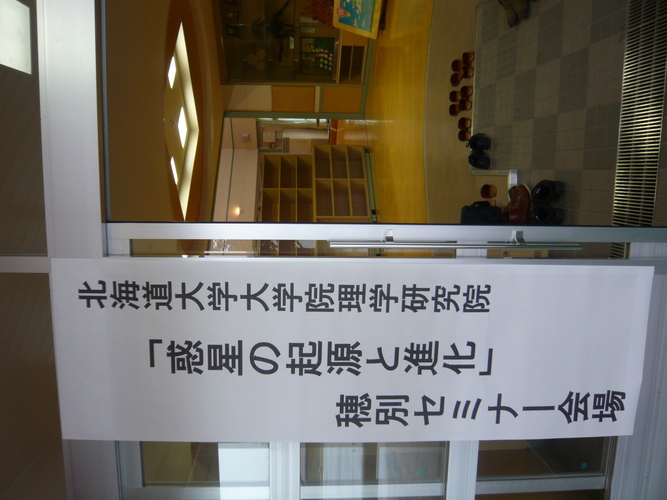 北海道大学大学院理学研究院
「惑星の起源と進化」
穂別セミナー会場